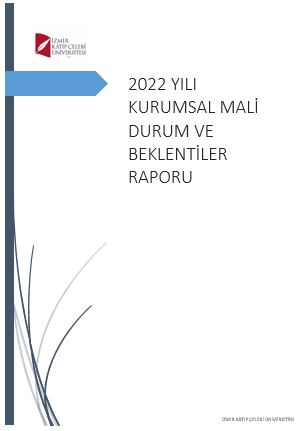 İZMİR
KÂTİP ÇELEBİ
ÜNİVERSİTESİ
2022 YILI
KURUMSAL MALİ
DURUM VE
BEKLENTİLER
RAPORU
İZMİR KATİP ÇELEBİ ÜNİVERSİTESİ